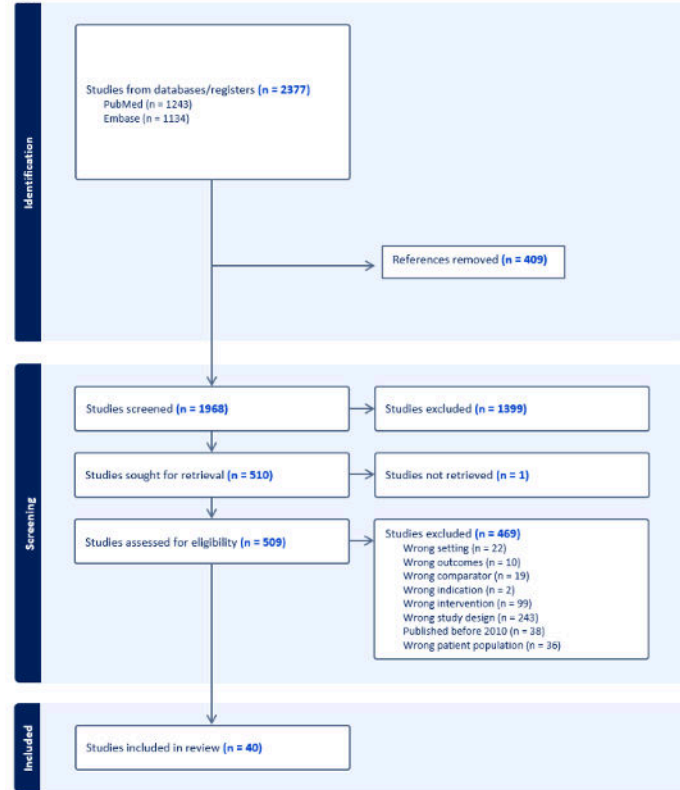 Identification
Studies from databases/registers (n = 2377)
PubMed (n = 1243)
Embase (n = 1134)
References removed (n = 409)
Screening
Studies screened (n = 1968)
Studies excluded (n = 1399)
Studies sought for retrieval (n = 510)
Studies not retrieved (n = 1)
Studies assessed for eligibility (n = 509)
Studies excluded (n = 469)
Wrong setting (n = 22)
Wrong outcomes (n = 10)
Wrong comparator (n = 19)
Wrong indication (n = 2)
Wrong intervention (n = 99)
Wrong study design (n = 243)
Published before 2010 (n = 38)
Wrong patient population (n = 36)
Included
Studies included in review (n = 40)